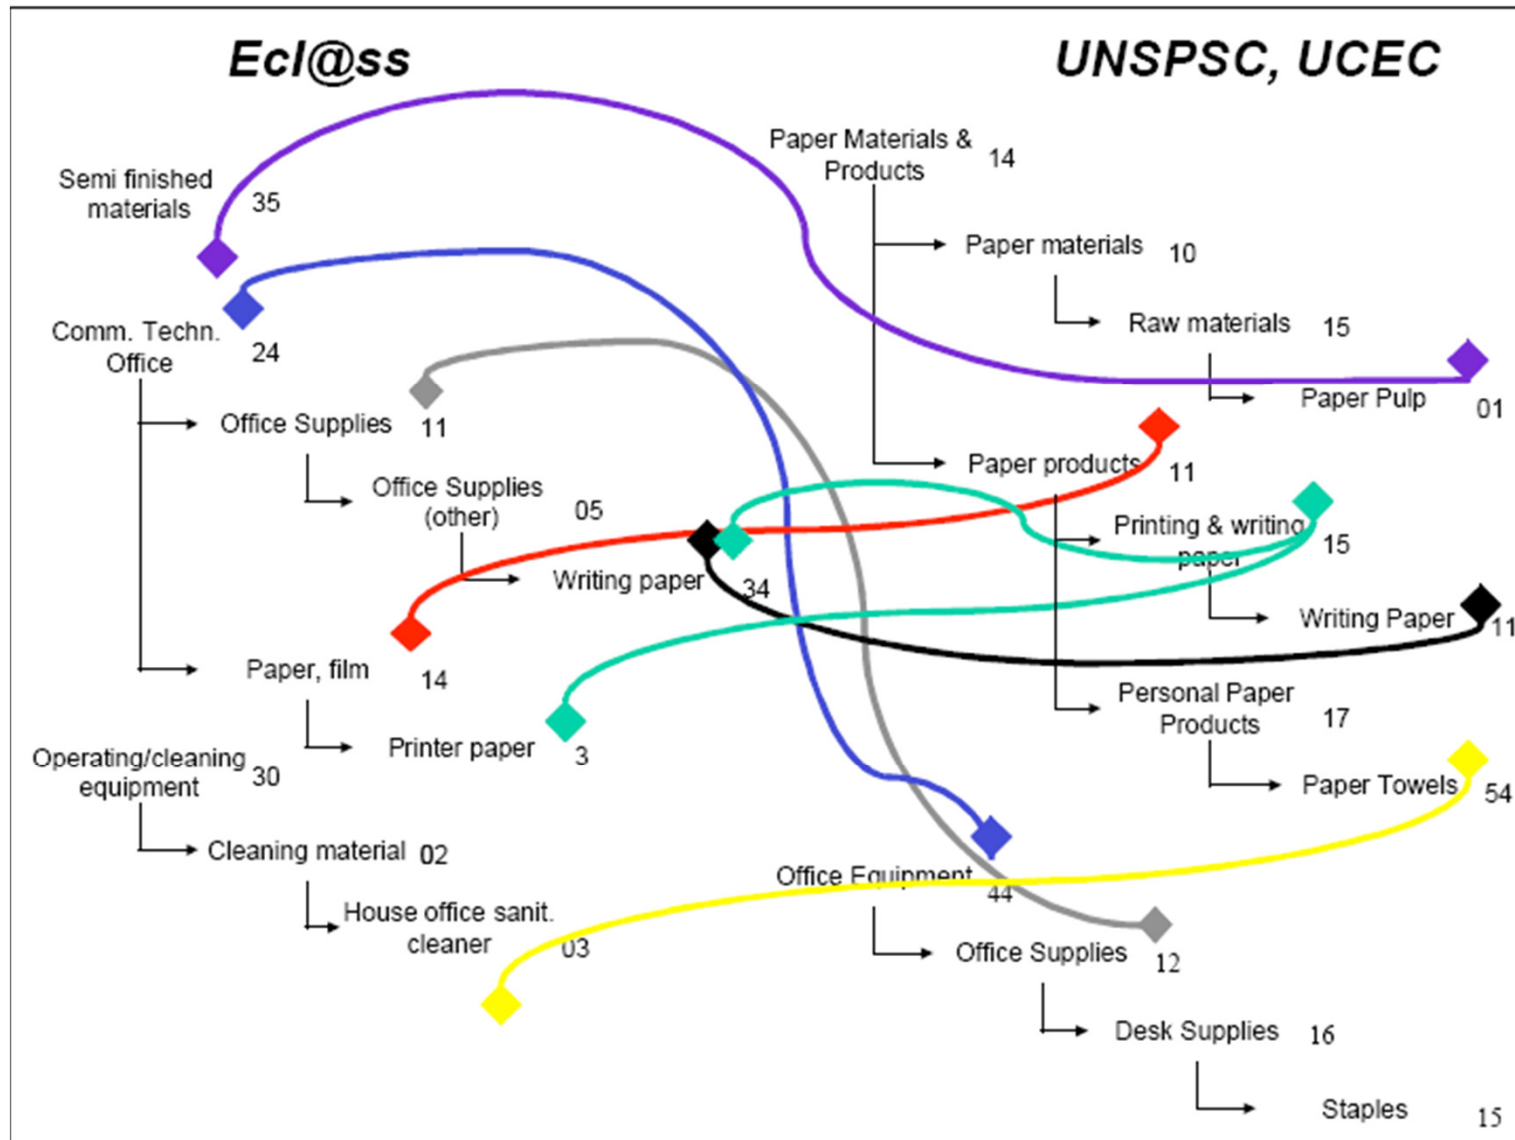 Ecl@ss
UNSPSC, UCEC
Semi finished
materials
35
Comm. Techn.
Office
24
Office Supplies
11
Office Supplies
(other)
05
Writing paper
34
Paper, film
14
Printer paper
3
Operating/cleaning
equipment
30
Cleaning material
02
House office sanit.
cleaner
03
Paper Materials &
Products
14
Paper materials
10
Raw materials
15
Paper Pulp
01
Paper products
11
Printing & writing
paper
15
Writing Paper
11
Personal Paper
Products
17
Paper Towels
54
Office Equipment
44
Office Supplies
12
Desk Supplies
16
Staples
15